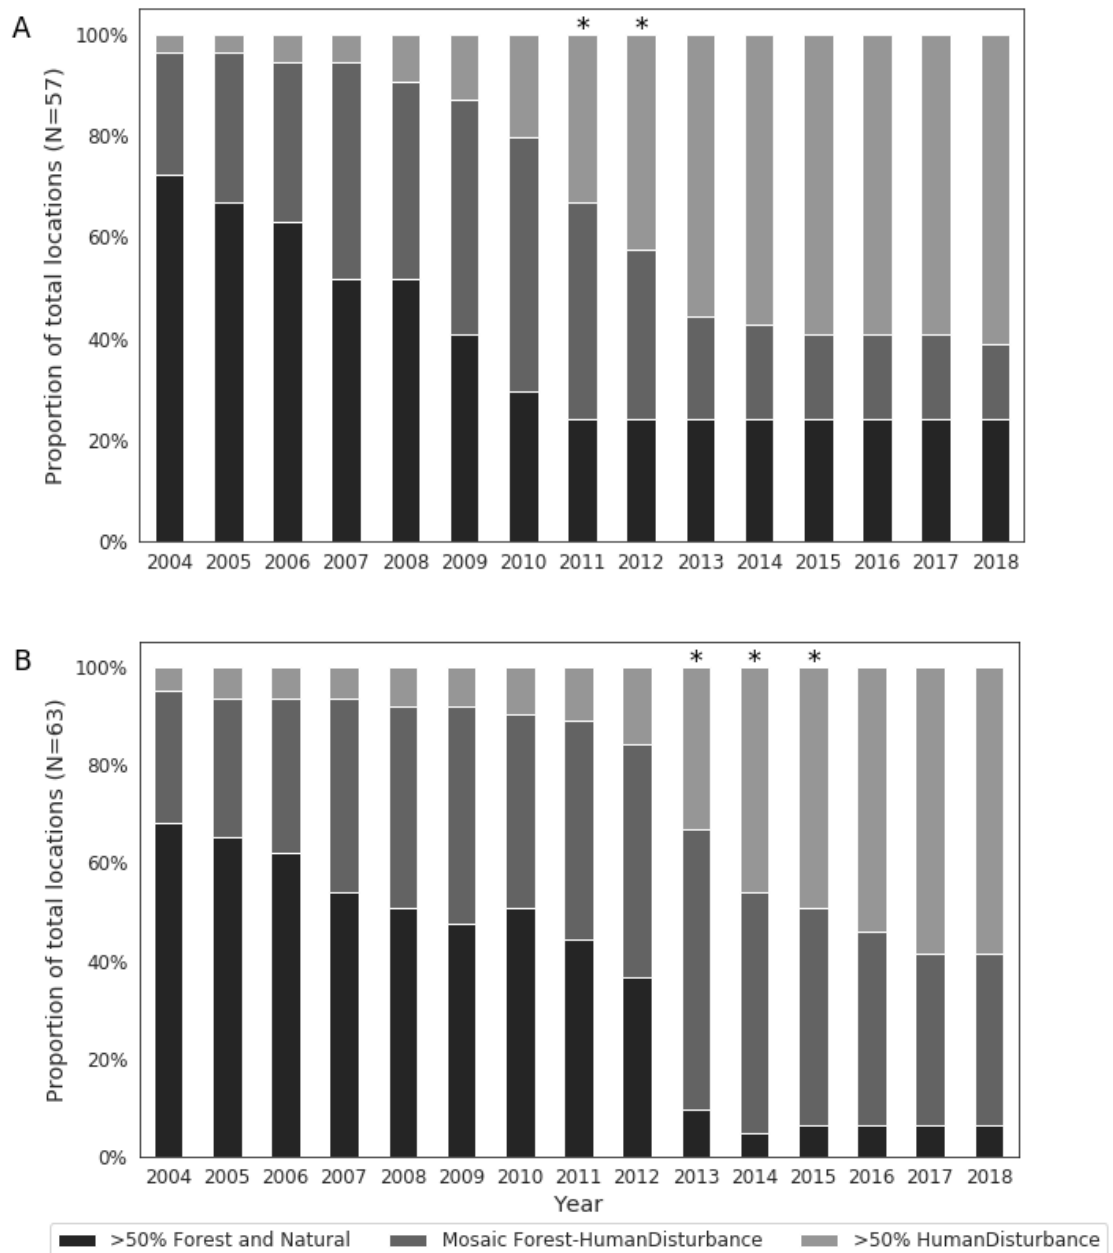 A
* *
Proportion of total locations (N=57)
100%
80%
60%
40%
20%
0%
2004 2005 2006 2007 2008 2009 2010 2011 2012 2013 2014 2015 2016 2017 2018
B
* * *
Proportion of total locations (N=63)
100%
80%
60%
40%
20%
0%
2004 2005 2006 2007 2008 2009 2010 2011 2012 2013 2014 2015 2016 2017 2018
Year
>50% Forest and Natural Mosaic Forest-HumanDisturbance >50% HumanDisturbance